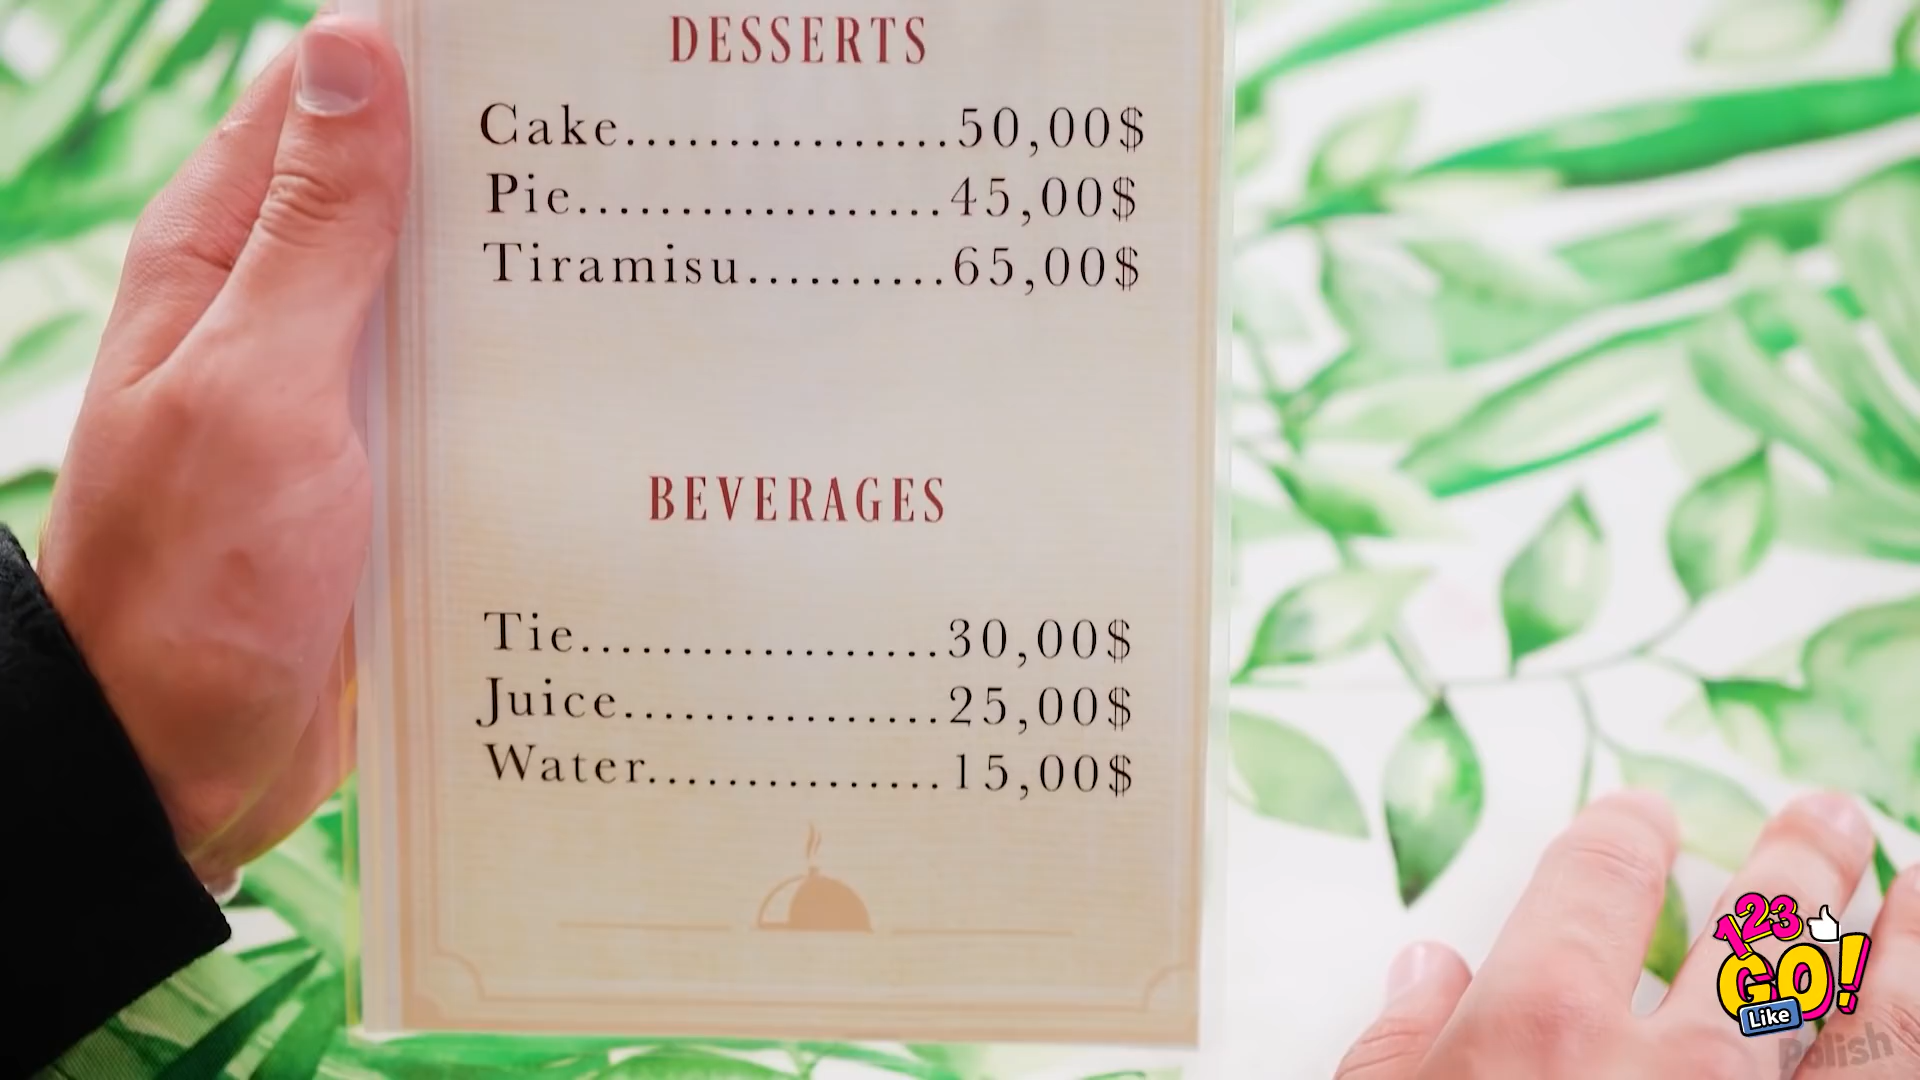 DESSERTS
Cake................50,00$
Pie..................45,00$
Tiramisu..........65,00$
BEVERAGES
Tie..................30,00$
Juice................25,00$
Water...............15,00$
123
GO!
Like
Polish